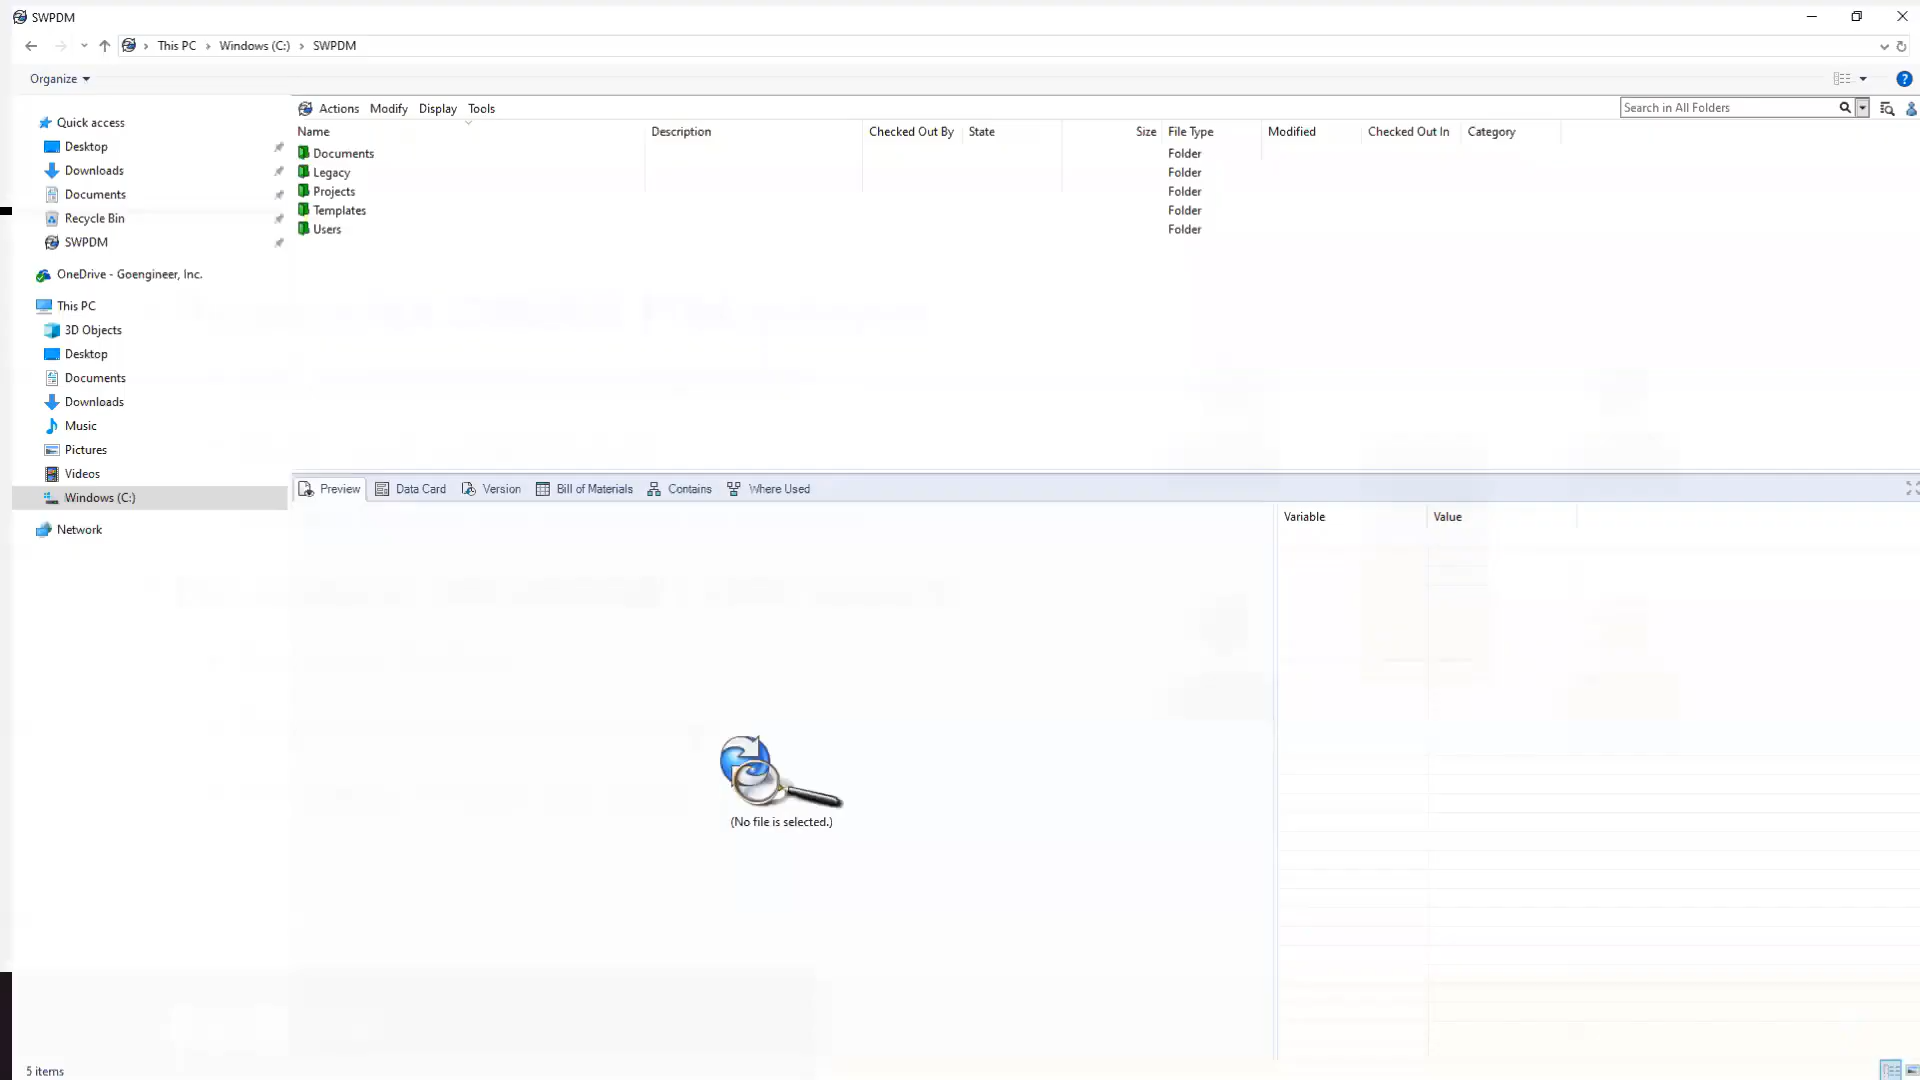 SWPDM
This PC > Windows (C:) > SWPDM
Organize
Quick access
Desktop
Downloads
Documents
Recycle Bin
SWPDM
OneDrive - Goengineer, Inc.
This PC
3D Objects
Desktop
Documents
Downloads
Music
Pictures
Videos
Windows (C:)
Network
Actions Modify Display Tools
Search in All Folders
Name Description Checked Out By State Size File Type Modified Checked Out In Category
Documents Folder
Legacy Folder
Projects Folder
Templates Folder
Users Folder
Preview Data Card Version Bill of Materials Contains Where Used
Variable Value
(No file is selected.)
5 items